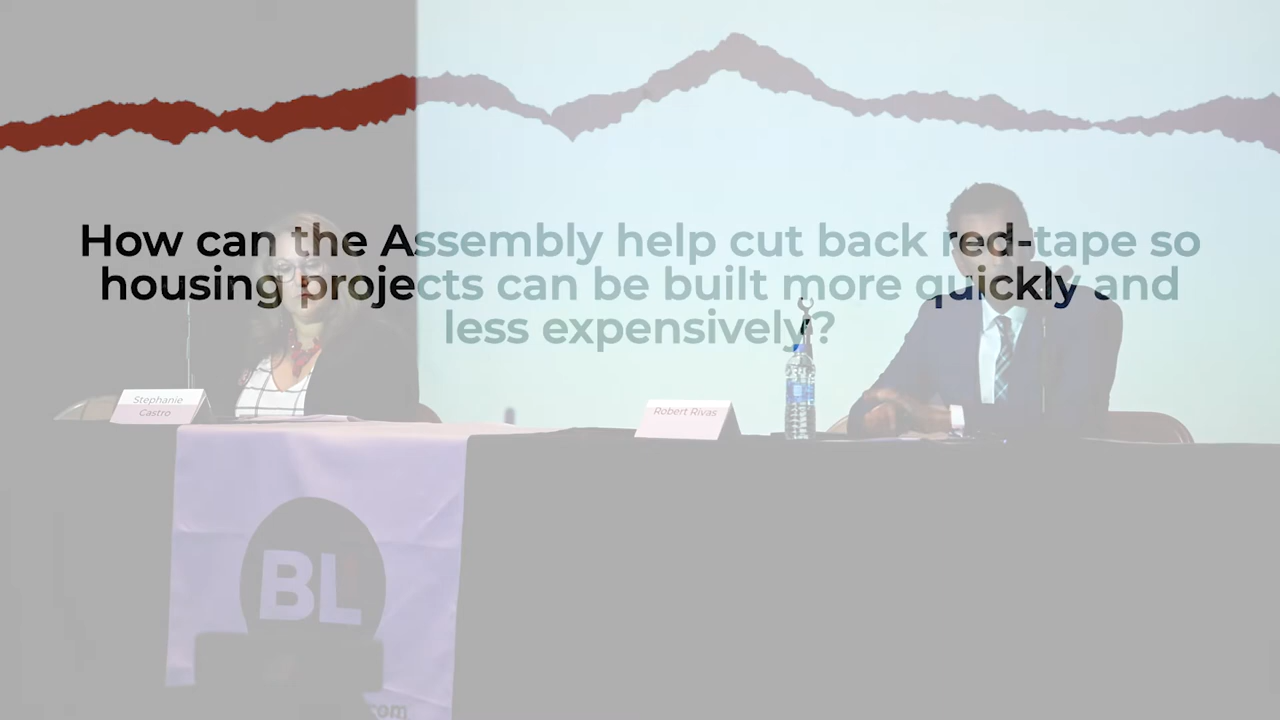 How can the Assembly help cut back red-tape so
housing projects can be built more quickly and
less expensively?
Stephanie
Castro
Robert Rivas
BL
com